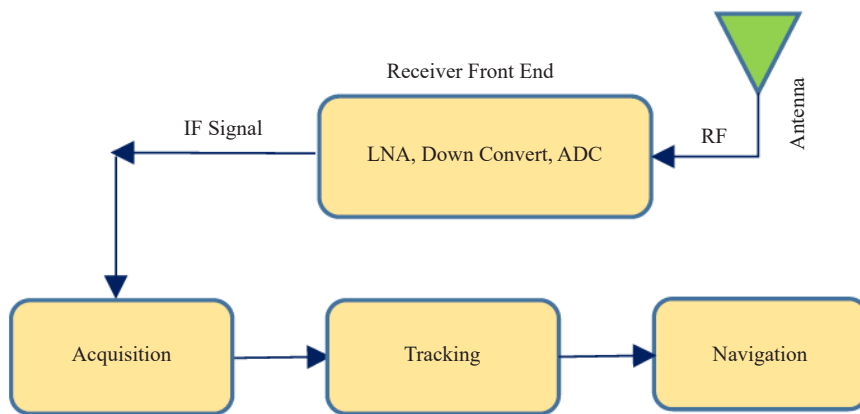 Receiver Front End
Antenna
IF Signal
RF
LNA, Down Convert, ADC
Acquisition
Tracking
Navigation